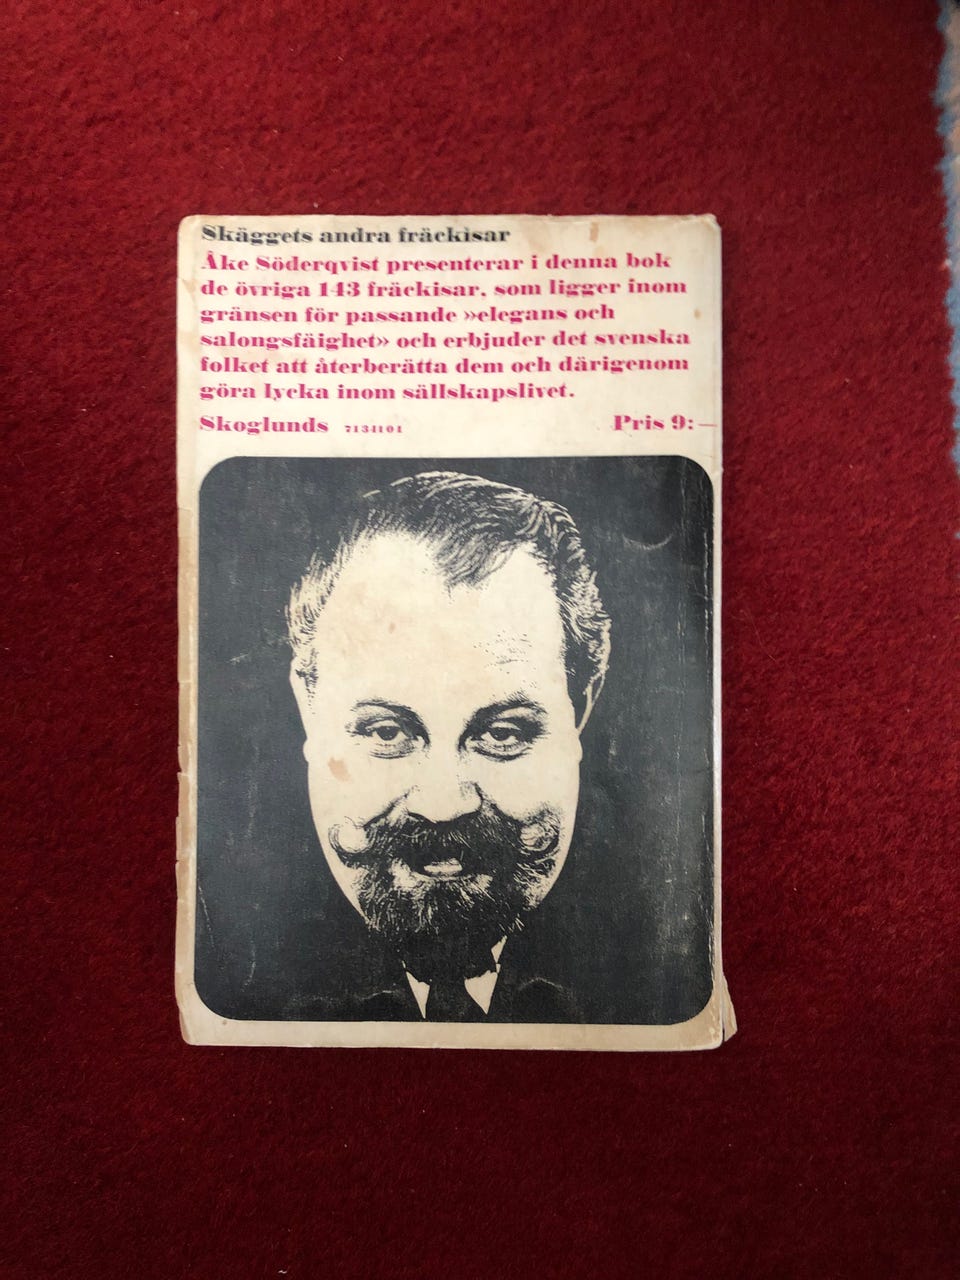 Skäggets andra fräckisar
Åke Söderqvist presenterar i denna bok
de övriga 143 fräckisar, som ligger inom
gränsen för passande »elegans och
salongsfäighet» och erbjuder det svenska
folket att återberätta dem och därigenom
göra lycka inom sällskapslivet.
Skoglunds 7134101 Pris 9:—